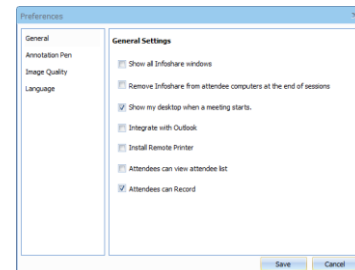 Preferences
General
Annotation Pen
Image Quality
Language
General Settings
Show all Infoshare windows
Remove Infoshare from attendee computers at the end of sessions
Show my desktop when a meeting starts.
Integrate with Outlook
Install Remote Printer
Attendees can view attendee list
Attendees can Record
Save
Cancel